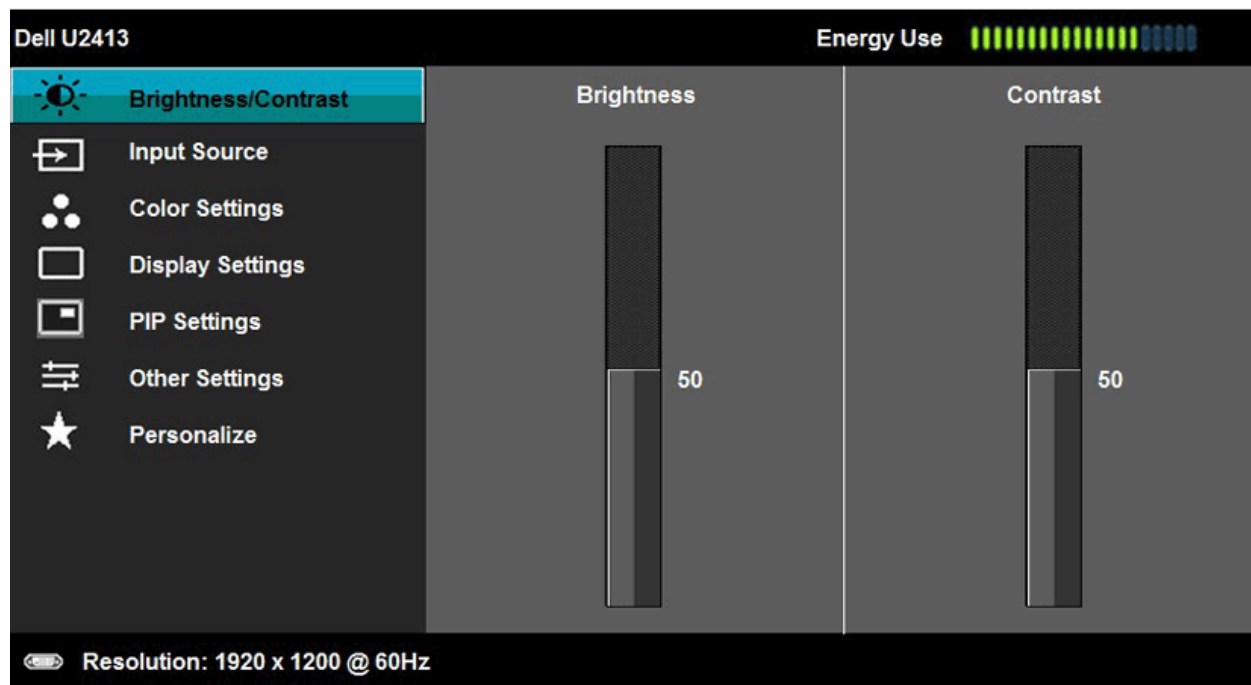 Dell U2413
Energy Use
Brightness/Contrast
Input Source
Color Settings
Display Settings
PIP Settings
Other Settings
Personalize
Brightness
50
Contrast
50
Resolution: 1920 x 1200 @ 60Hz